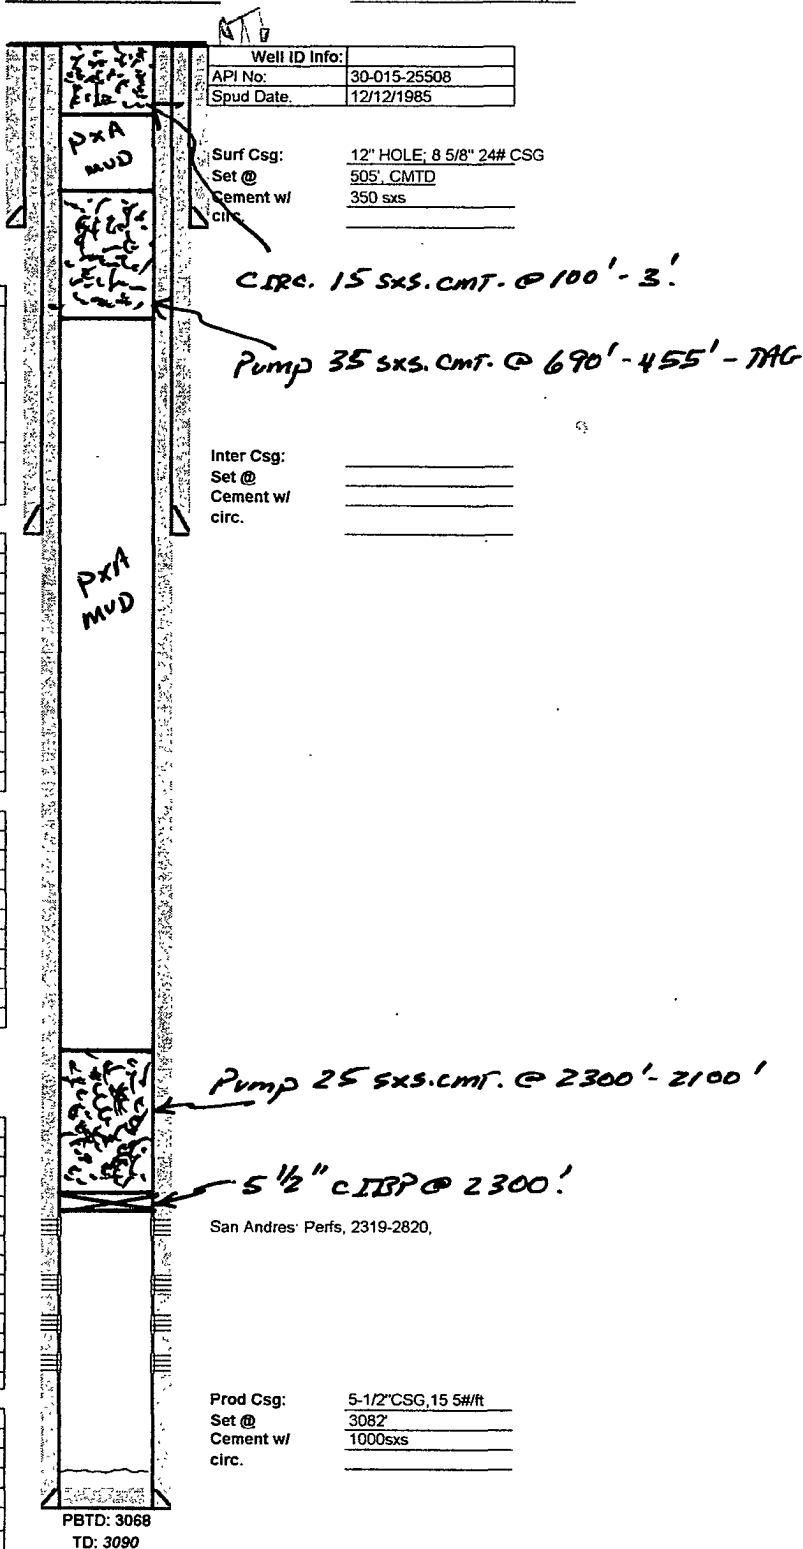 Well ID Info:
API No: 30-015-25508
Spud Date. 12/12/1985
PxA
MUD
Surf Csg: 12" HOLE; 8 5/8" 24# CSG
Set @ 505', CMTD
Cement w/ 350 sxs
circ.
CIRC. 15 SXS. CMT. @ 100'-3'.
Pump 35 SXS. CMT. @ 690'-455'-TAG
Inter Csg:
Set @
Cement w/
circ.
PxA
MUD
Pump 25 SXS. CMT. @ 2300'-2100'
5 1/2" CIBP @ 2300'.
San Andres: Perfs, 2319-2820,
Prod Csg: 5-1/2"CSG,15 5#/ft
Set @ 3082'
Cement w/ 1000sxs
circ.
PBTD: 3068
TD: 3090